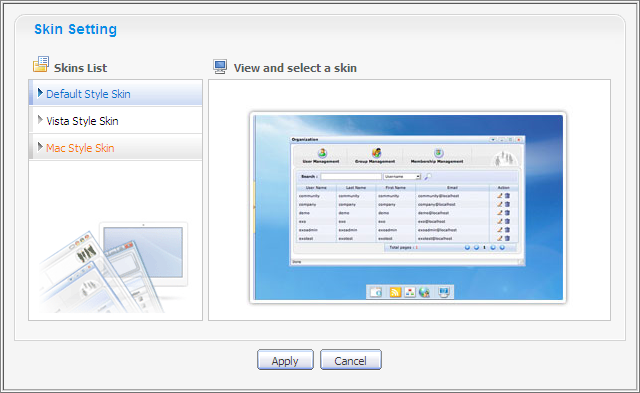 Skin Setting
Skins List
View and select a skin
Default Style Skin
Vista Style Skin
Mac Style Skin
Organization
User Management Group Management Membership Management
Search : Username
User Name Last Name First Name Email Action
community community community community@localhost
company company company company@localhost
demo demo demo demo@localhost
exo exo exo exo@localhost
exoadmin exoadmin exoadmin exoadmin@localhost
exotest exotest exotest exotest@localhost
Total pages : 1 1
Done
Apply Cancel